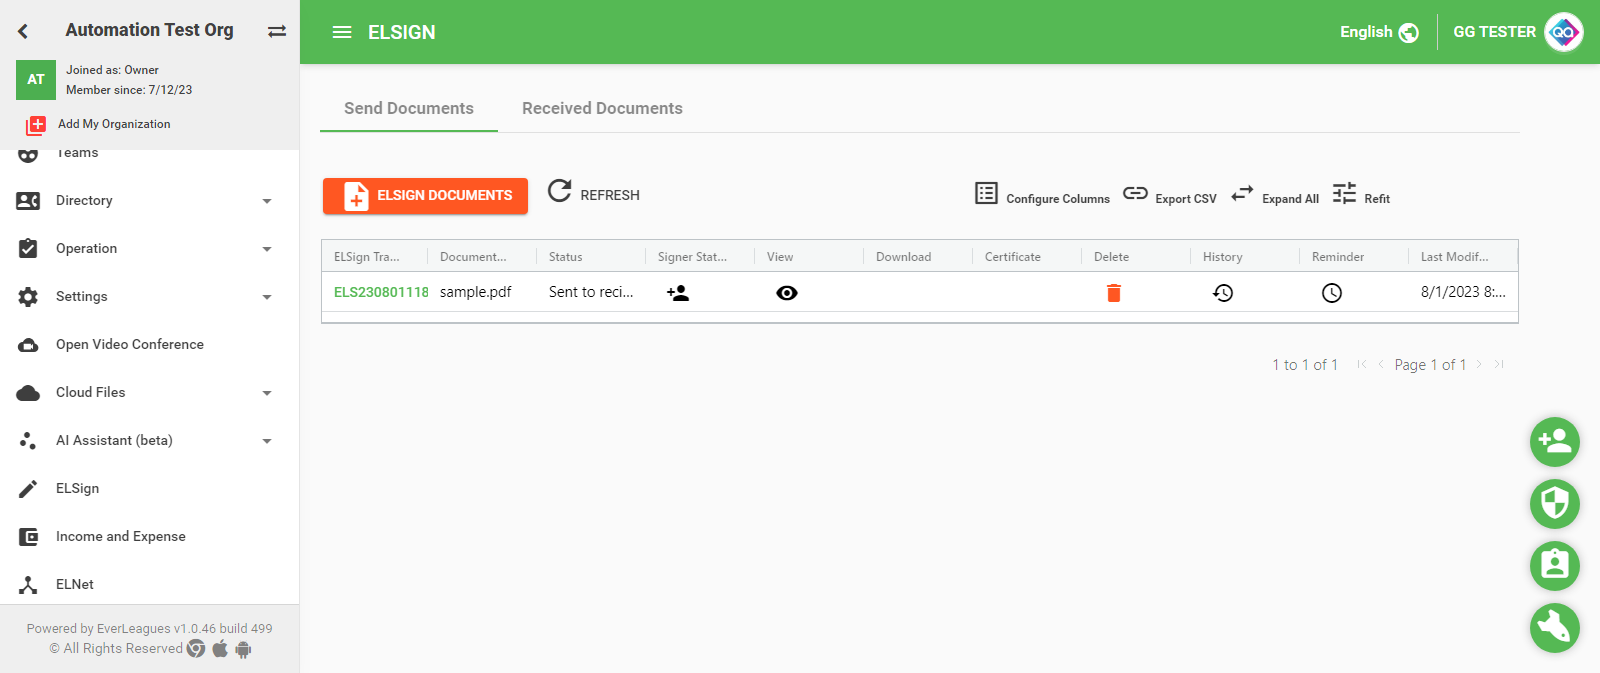 Automation Test Org
AT
Joined as: Owner
Member since: 7/12/23
Add My Organization
Teams
Directory
Operation
Settings
Open Video Conference
Cloud Files
AI Assistant (beta)
ELSign
Income and Expense
ELNet
Powered by EverLeagues v1.0.46 build 499
© All Rights Reserved
ELSIGN
English
GG TESTER
QA
Send Documents Received Documents
ELSIGN DOCUMENTS REFRESH Configure Columns Export CSV Expand All Refit
ELSign Tra... Document... Status Signer Stat... View Download Certificate Delete History Reminder Last Modif...
ELS230801118 sample.pdf Sent to reci... 8/1/2023 8:...
1 to 1 of 1 Page 1 of 1